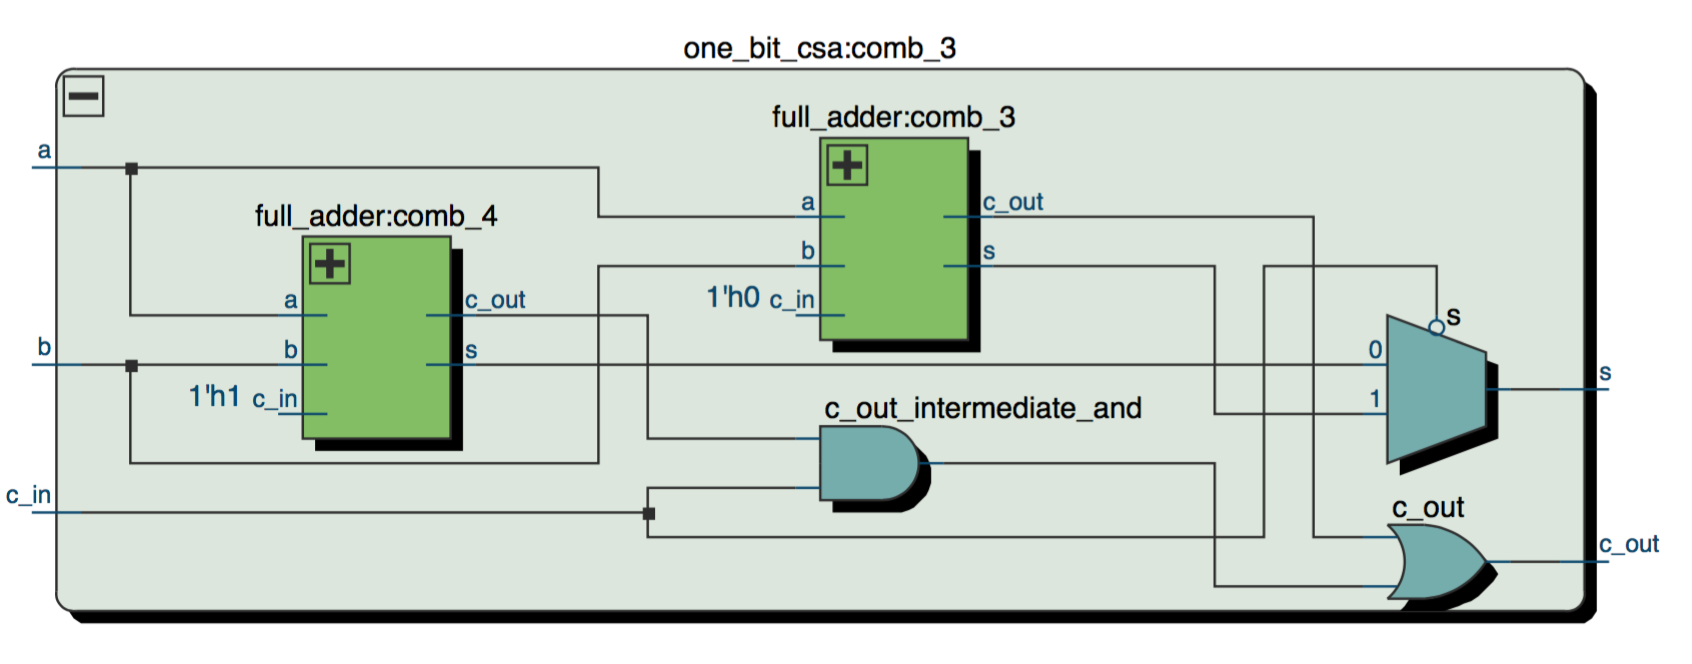 one_bit_csa:comb_3
full_adder:comb_3
a
a
c_out
full_adder:comb_4
b
s
a
c_out
1'h0 c_in
s
b
b
s
0
s
1'h1 c_in
1
c_out_intermediate_and
c_in
c_out
c_out